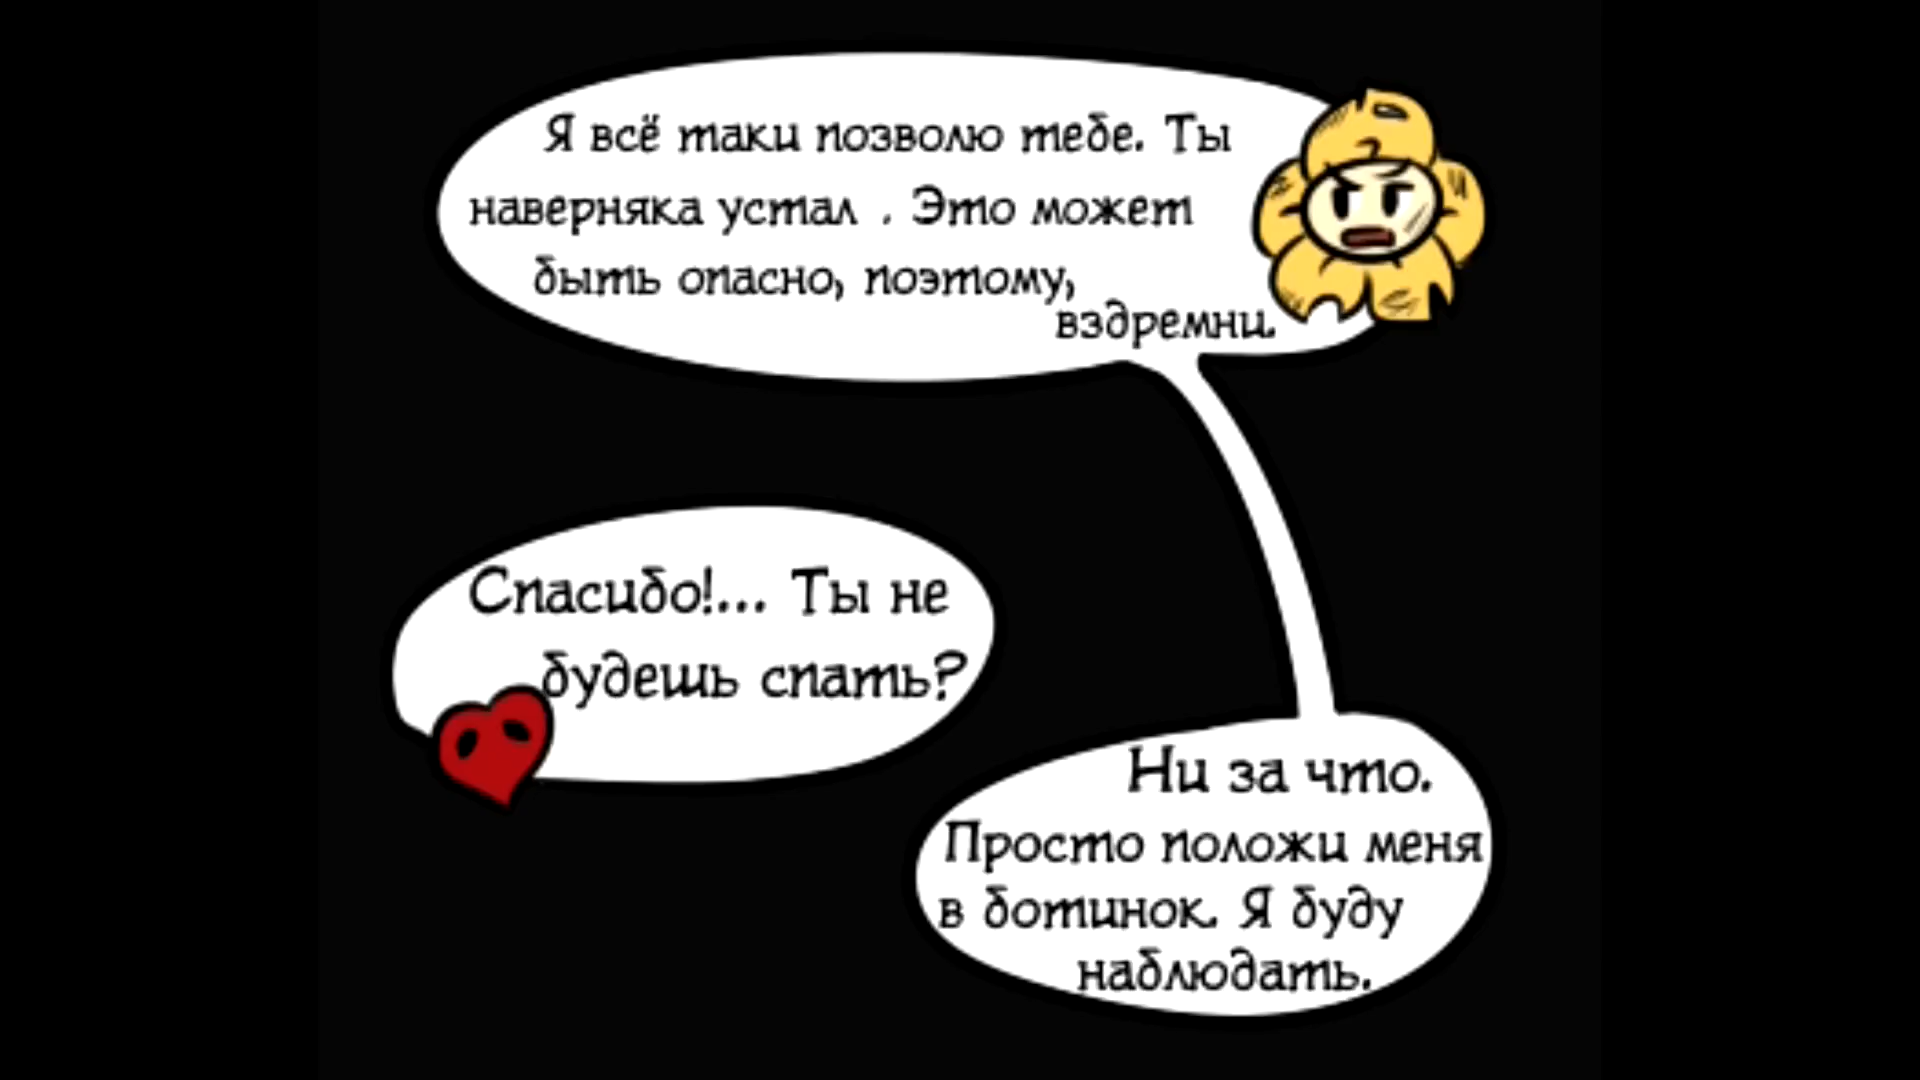 Я всё таки позволю тебе. Ты
наверняка устал . Это может
быть опасно, поэтому,
вздремни.
Спасибо!... Ты не
будешь спать?
Ни за что.
Просто положи меня
в ботинок. Я буду
наблюдать.